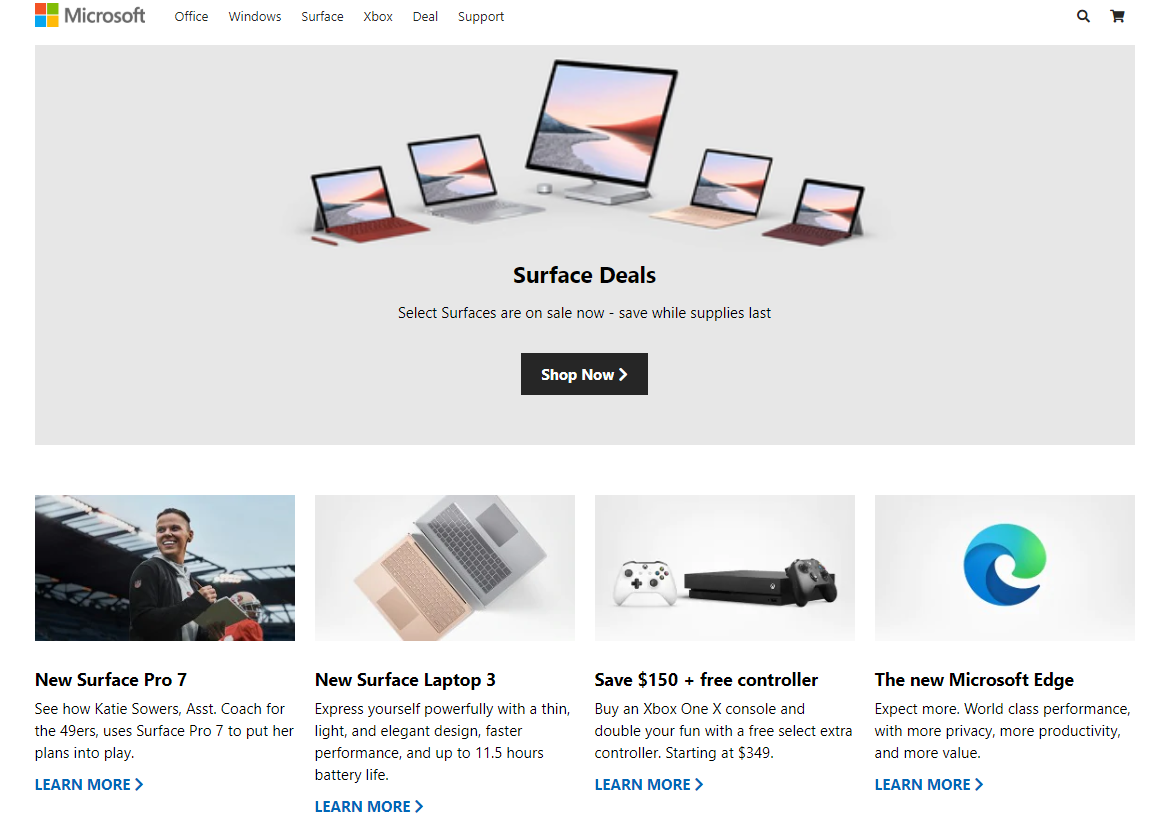 Microsoft Office Windows Surface Xbox Deal Support
Surface Deals
Select Surfaces are on sale now - save while supplies last
Shop Now
New Surface Pro 7
See how Katie Sowers, Asst. Coach for
the 49ers, uses Surface Pro 7 to put her
plans into play.
LEARN MORE
New Surface Laptop 3
Express yourself powerfully with a thin,
light, and elegant design, faster
performance, and up to 11.5 hours
battery life.
LEARN MORE
Save $150 + free controller
Buy an Xbox One X console and
double your fun with a free select extra
controller. Starting at $349.
LEARN MORE
The new Microsoft Edge
Expect more. World class performance,
with more privacy, more productivity,
and more value.
LEARN MORE